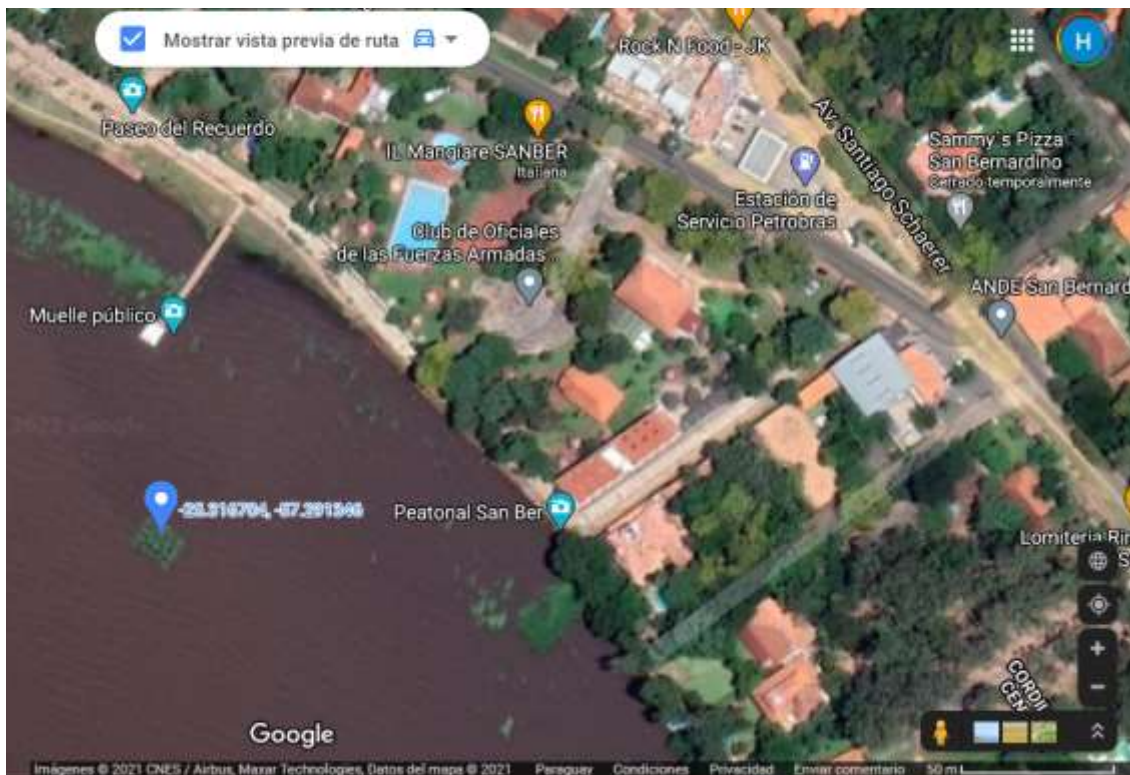 Mostrar vista previa de ruta
H
Rock N Food - JK
Paseo del Recuerdo
IL Mangiare SANBER
Italiana
Av. Santiago Schaerer
Sammy's Pizza
San Bernardino
Cerrado temporalmente
Estación de
Servicio Petrobras
Club de Oficiales
de las Fuerzas Armadas...
ANDE San Bernard
Muelle público
-25.316704, -57.291346
Peatonal San Ber
Lomiteria Rin
S
CORDIL
CEN
Google
Imágenes © 2021 CNES / Airbus, Maxar Technologies, Datos del mapa © 2021 Paraguay Condiciones Privacidad Enviar comentario 50 m